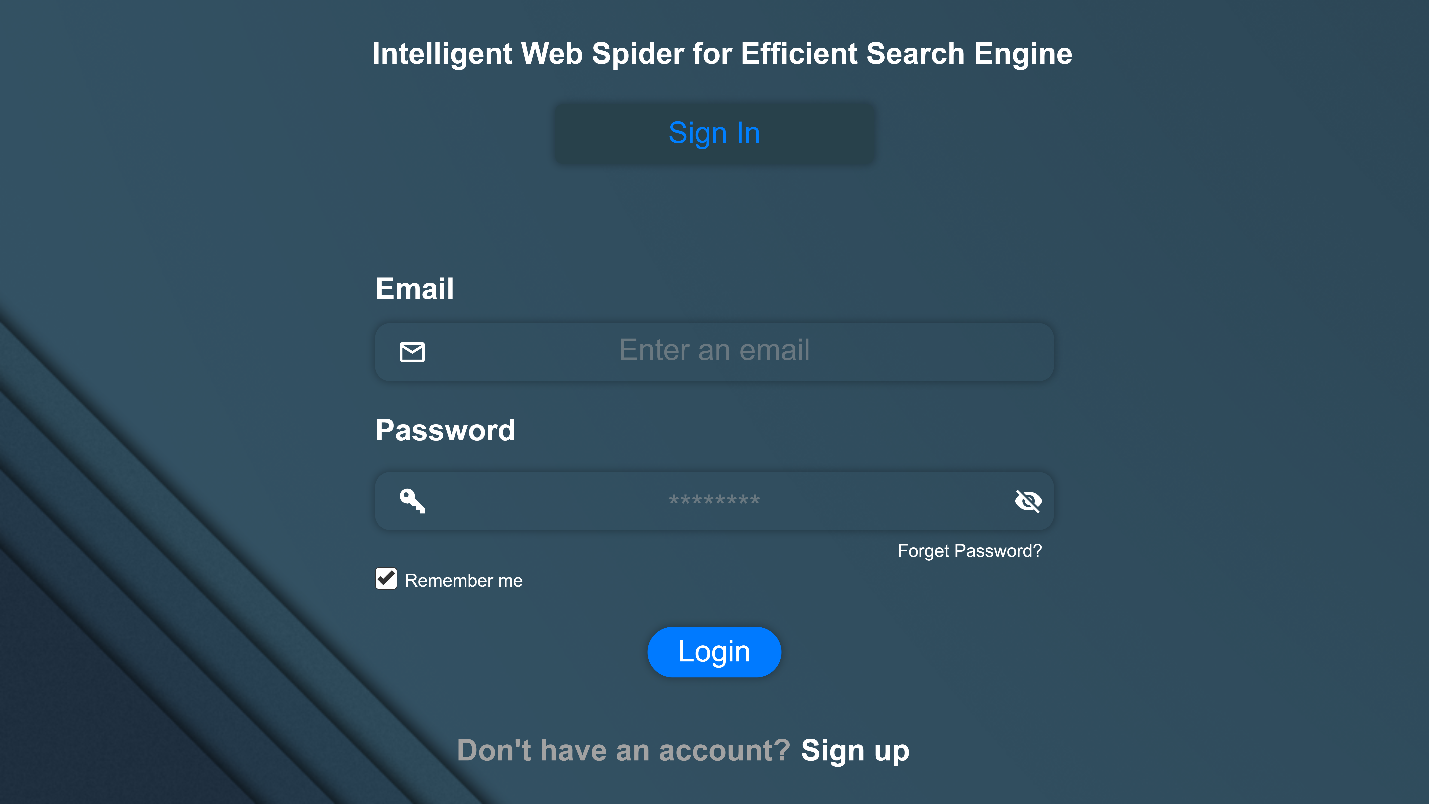 Intelligent Web Spider for Efficient Search Engine
Sign In
Email
Enter an email
Password
********
Forget Password?
Remember me
Login
Don't have an account? Sign up